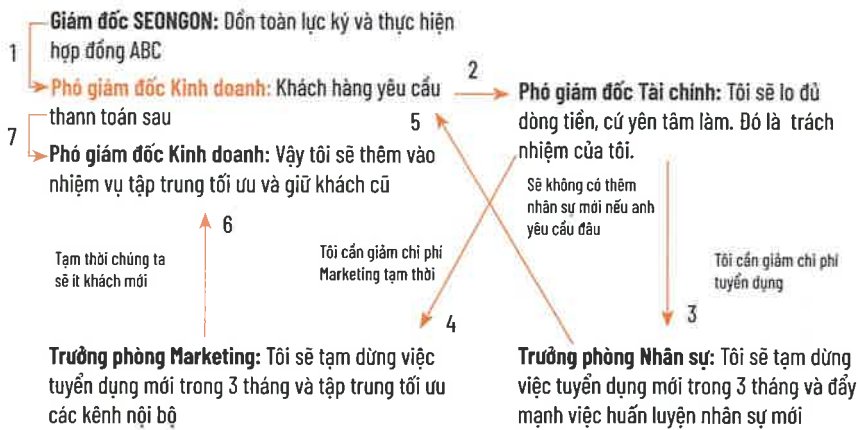 Giám đốc SEONGON: Dồn toàn lực ký và thực hiện
hợp đồng ABC
1
Phó giám đốc Kinh doanh: Khách hàng yêu cầu
thann toán sau
2
Phó giám đốc Tài chính: Tôi sẽ lo đủ
dòng tiền, cứ yên tâm làm. Đó là trách
nhiệm của tôi.
5
7
Phó giám đốc Kinh doanh: Vậy tôi sẽ thêm vào
nhiệm vụ tập trung tối ưu và giữ khách cũ
6
Sẽ không có thêm
nhân sự mới nếu anh
yêu cầu đâu
Tạm thời chúng ta
sẽ ít khách mới
Tôi cần giảm chi phí
Marketing tạm thời
Tôi cần giảm chi phí
tuyển dụng
4
3
Trưởng phòng Marketing: Tôi sẽ tạm dừng việc
tuyển dụng mới trong 3 tháng và tập trung tối ưu
các kênh nội bộ
Trưởng phòng Nhân sự: Tôi sẽ tạm dừng
việc tuyển dụng mới trong 3 tháng và đẩy
mạnh việc huấn luyện nhân sự mới